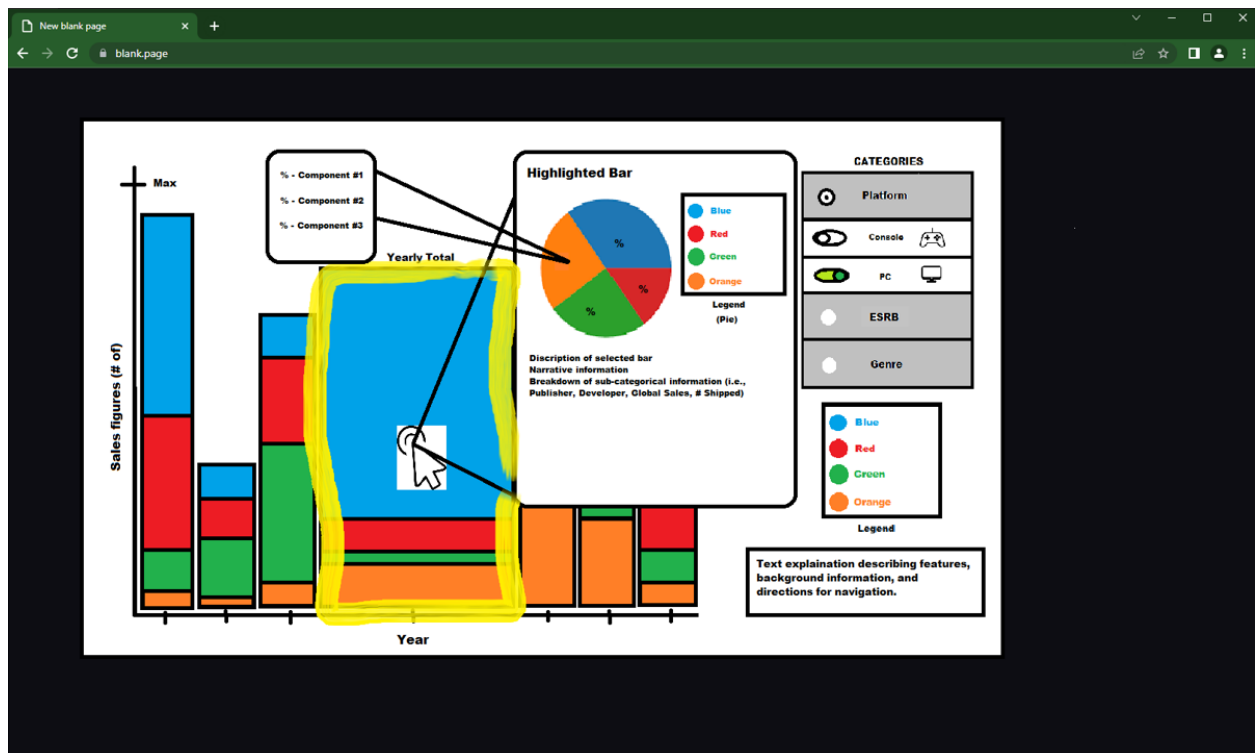 New blank page
blank.page
Max
% - Component #1
% - Component #2
% - Component #3
Yearly Total
Sales figures (# of)
Year
Highlighted Bar
%
%
%
Blue
Red
Green
Orange
Legend
(Pie)
Discription of selected bar
Narrative information
Breakdown of sub-categorical information (i.e.,
Publisher, Developer, Global Sales, # Shipped)
CATEGORIES
Platform
Console
PC
ESRB
Genre
Blue
Red
Green
Orange
Legend
Text explaination describing features,
background information, and
directions for navigation.